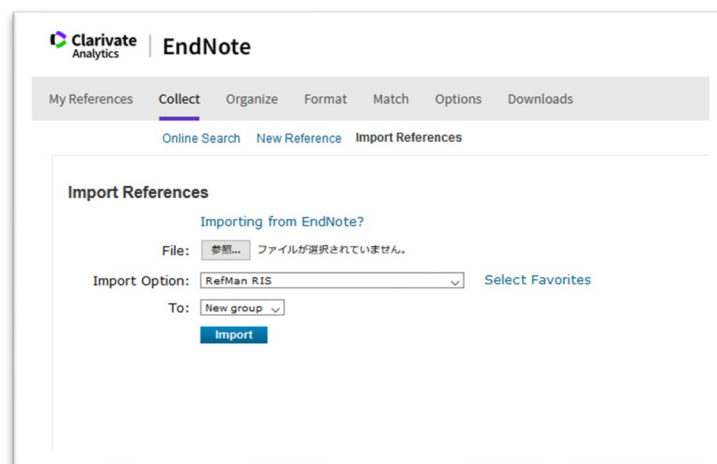 Clarivate
Analytics
EndNote
My References Collect Organize Format Match Options Downloads
Online Search New Reference Import References
Import References
Importing from EndNote?
File: 参照... ファイルが選択されていません。
Import Option: RefMan RIS Select Favorites
To: New group
Import